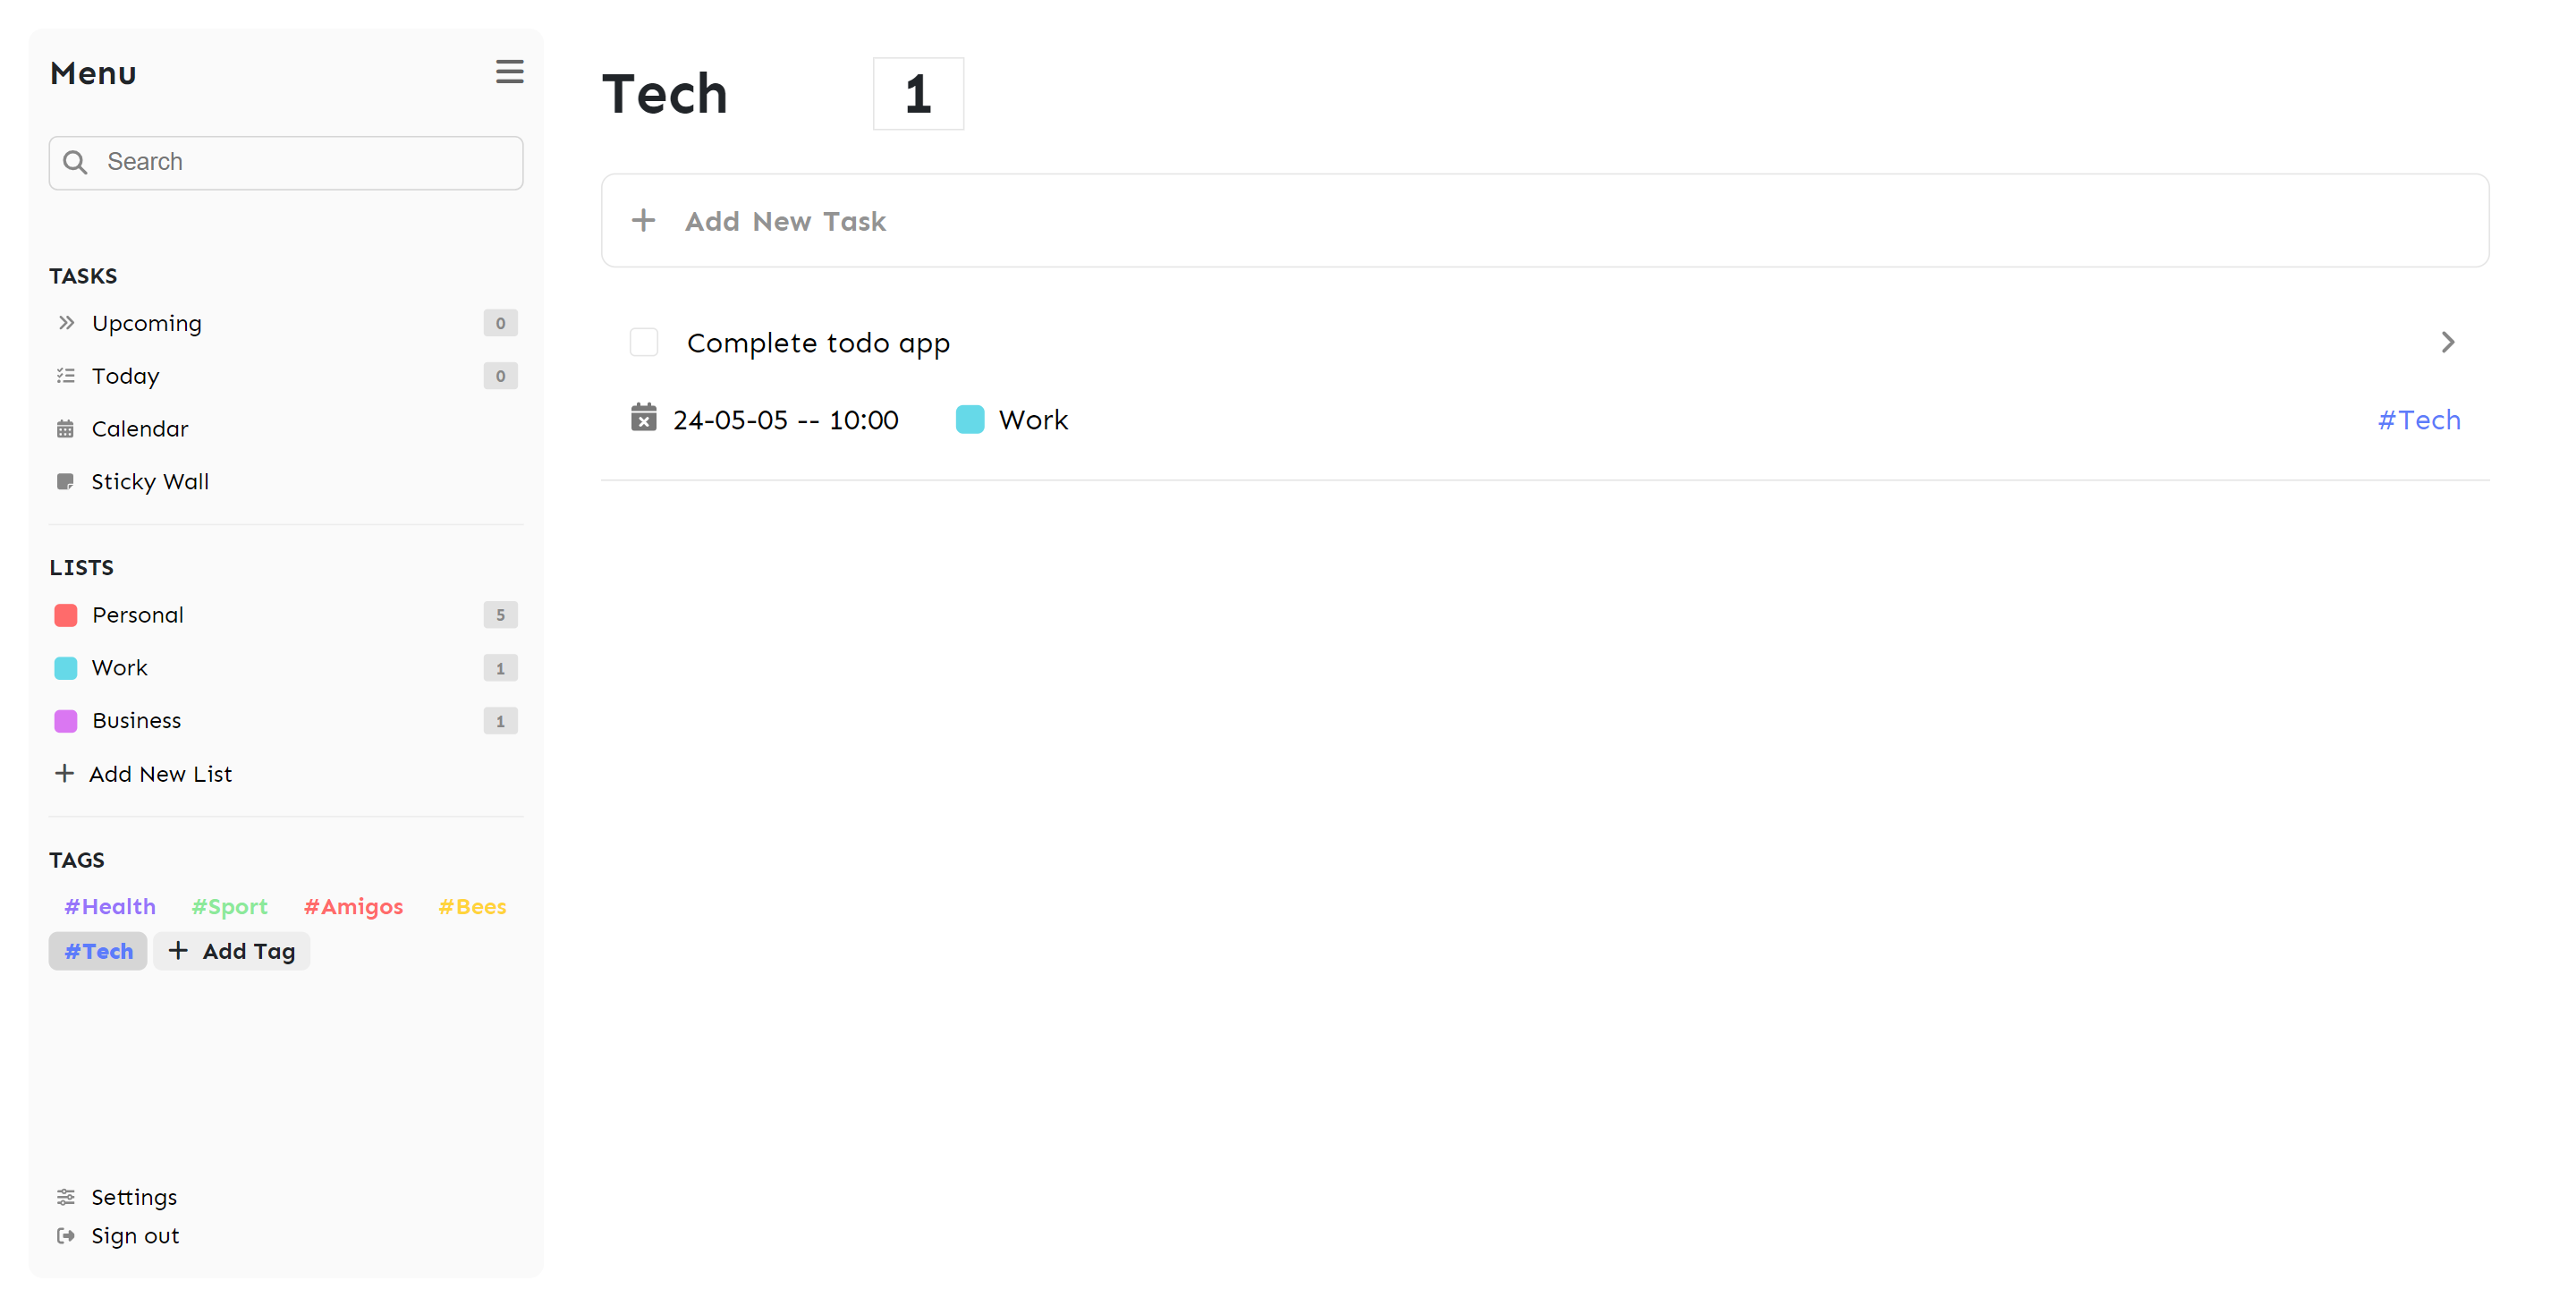 Menu
Search
TASKS
Upcoming 0
Today 0
Calendar
Sticky Wall
LISTS
Personal 5
Work 1
Business 1
+ Add New List
TAGS
#Health #Sport #Amigos #Bees
#Tech + Add Tag
Settings
Sign out
Tech 1
+ Add New Task
Complete todo app
24-05-05 -- 10:00 Work #Tech